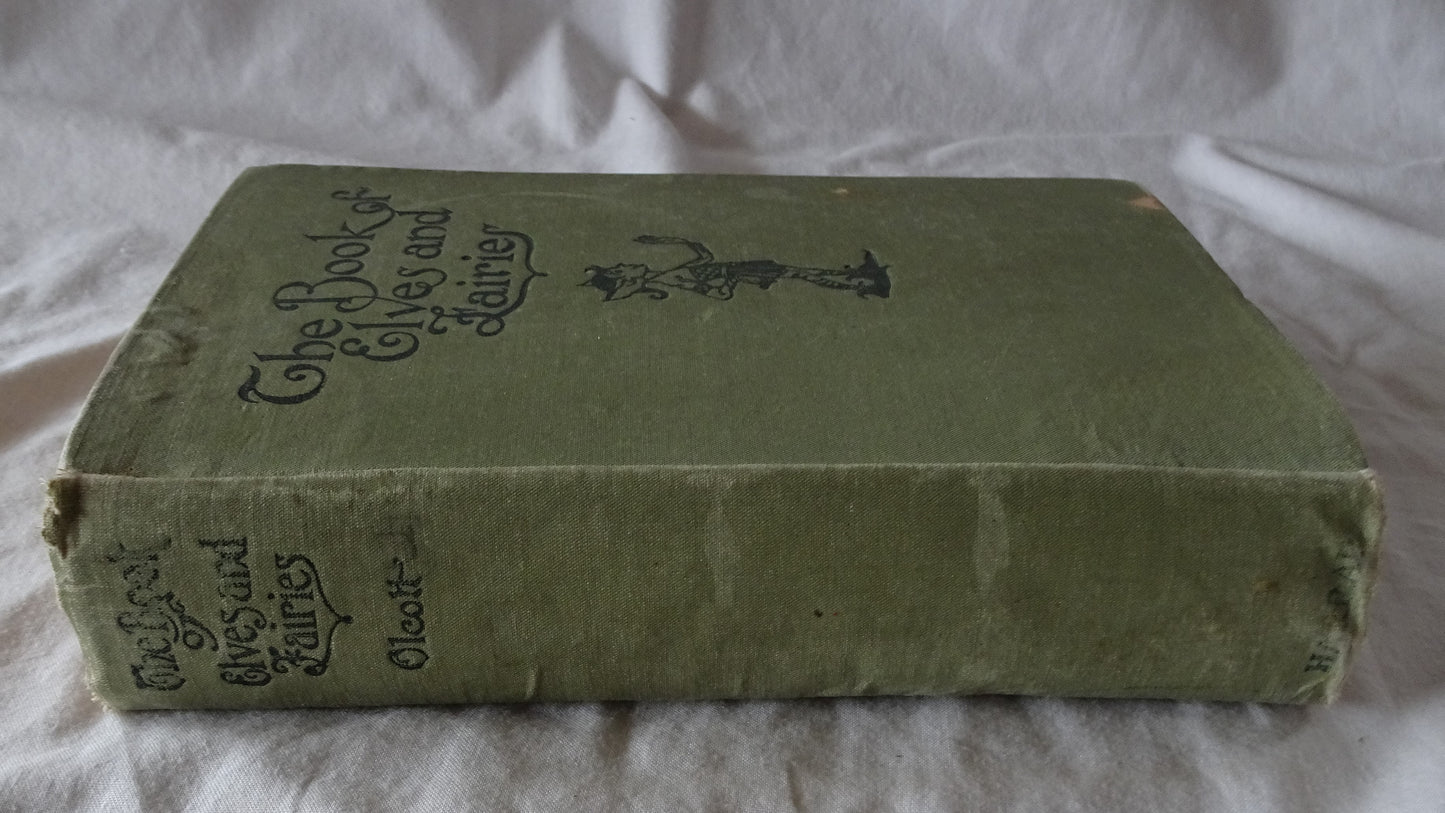 The Book of
Elves and
Fairies
The Book
of
Elves and
Fairies
Olcott